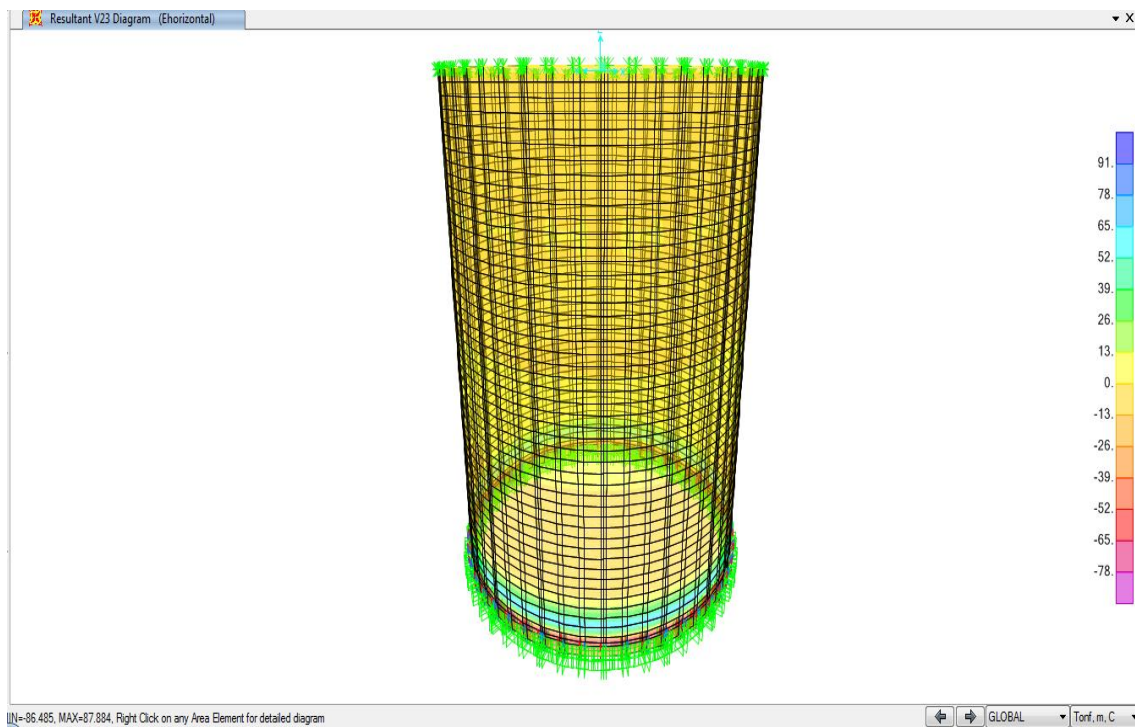 Resultant V23 Diagram (Ehorizontal)
X
91.
78.
65.
52.
39.
26.
13.
0.
-13.
-26.
-39.
-52.
-65.
-78.
IN=-86.485, MAX=87.884, Right Click on any Area Element for detailed diagram
GLOBAL
Tonf, m, C